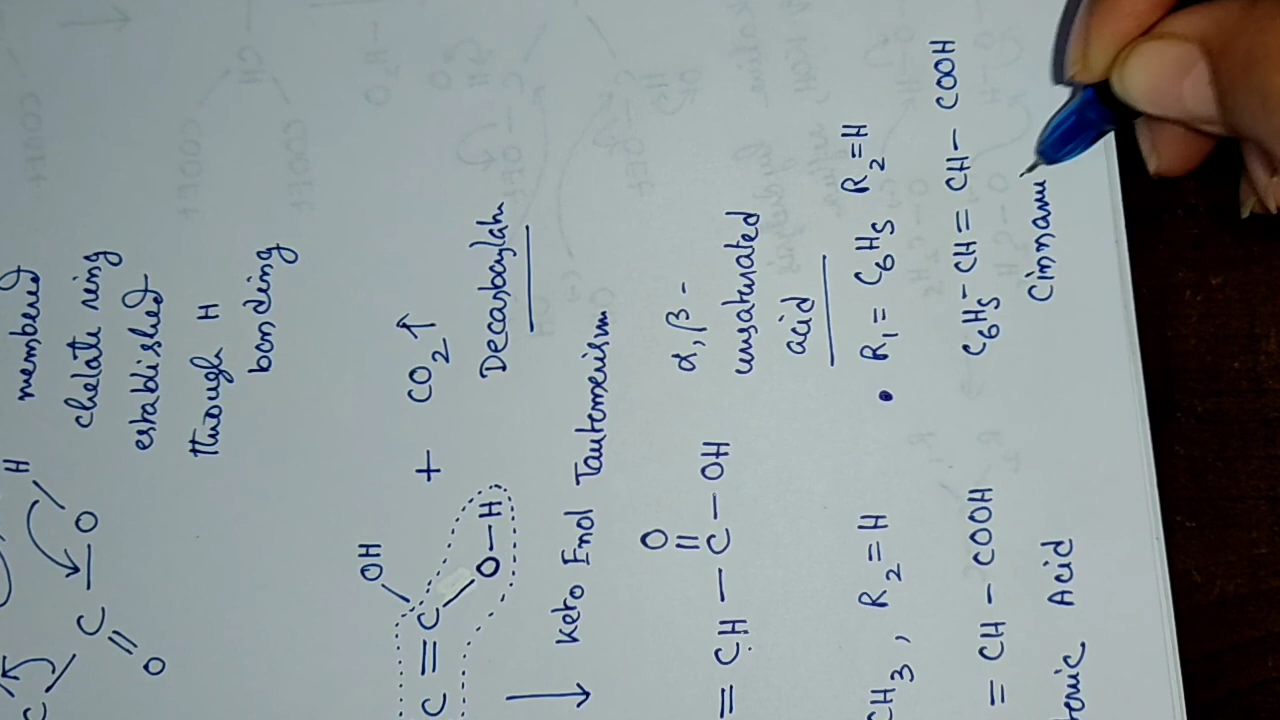 H membered
chelate ring
established
through H
bonding
C O
O
OH
C = C + CO2↑
O-H Decarboxylatn
↓ Keto Enol Tautomerism
O
= CH - C - OH α, β -
unsaturated
acid
CH3, R2 = H • R1 = C6H5 R2 = H
= CH - COOH C6H5 - CH = CH - COOH
Acid Cinnam